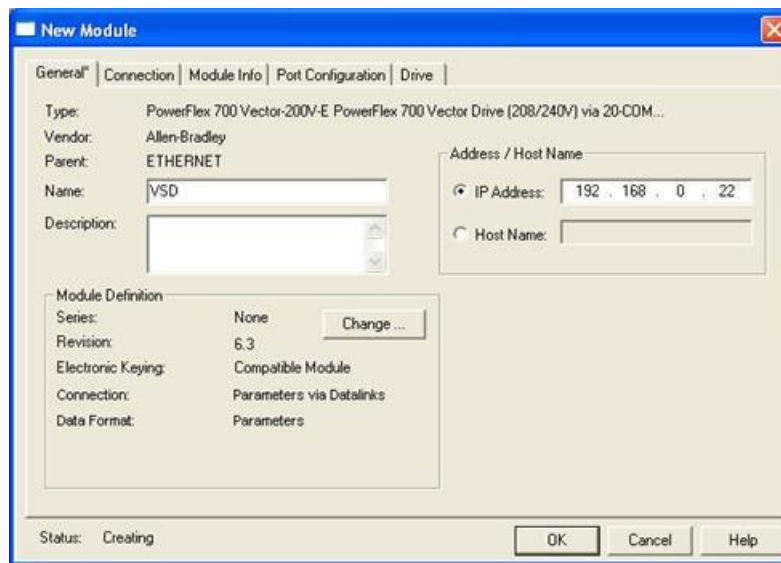 New Module
General* Connection Module Info Port Configuration Drive
Type: PowerFlex 700 Vector-200V-E PowerFlex 700 Vector Drive (208/240V) via 20-COM...
Vendor: Allen-Bradley
Parent: ETHERNET
Name: VSD
Description:
Address / Host Name
IP Address: 192 . 168 . 0 . 22
Host Name:
Module Definition
Series: None
Change ...
Revision: 6.3
Electronic Keying: Compatible Module
Connection: Parameters via Datalinks
Data Format: Parameters
Status: Creating
OK Cancel Help